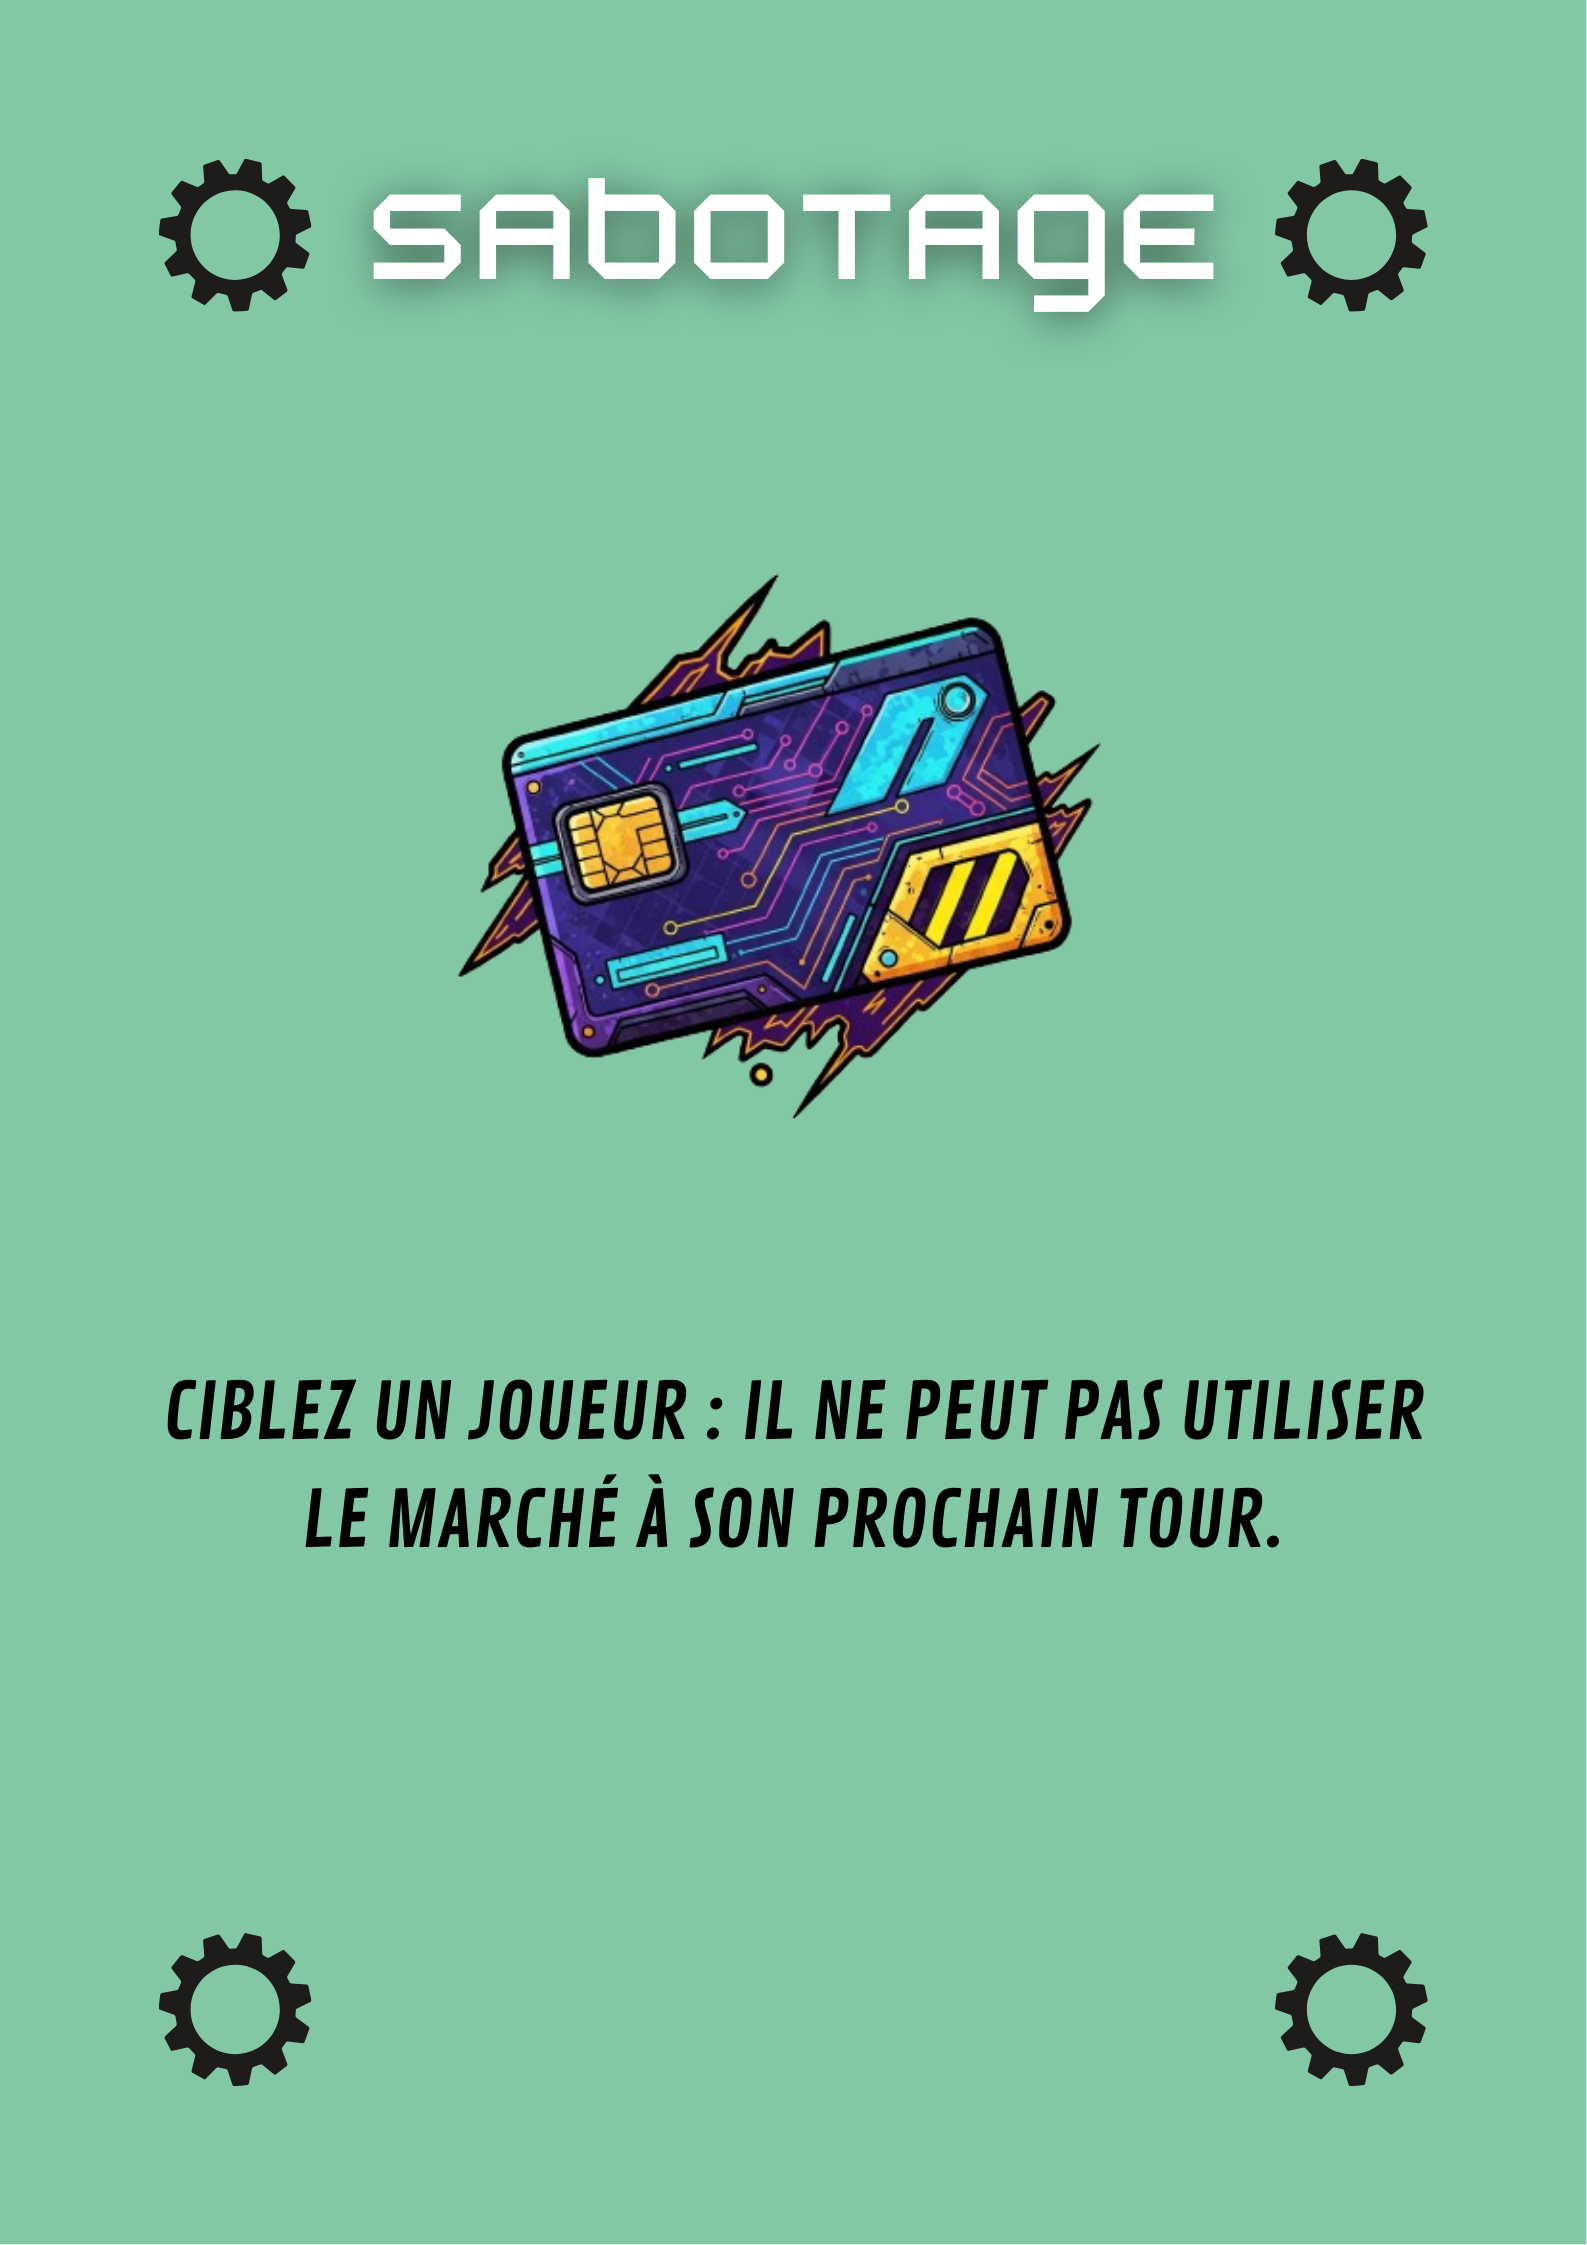 sAboTAgE
CIBLEZ UN JOUEUR : IL NE PEUT PAS UTILISER
LE MARCHÉ À SON PROCHAIN TOUR.